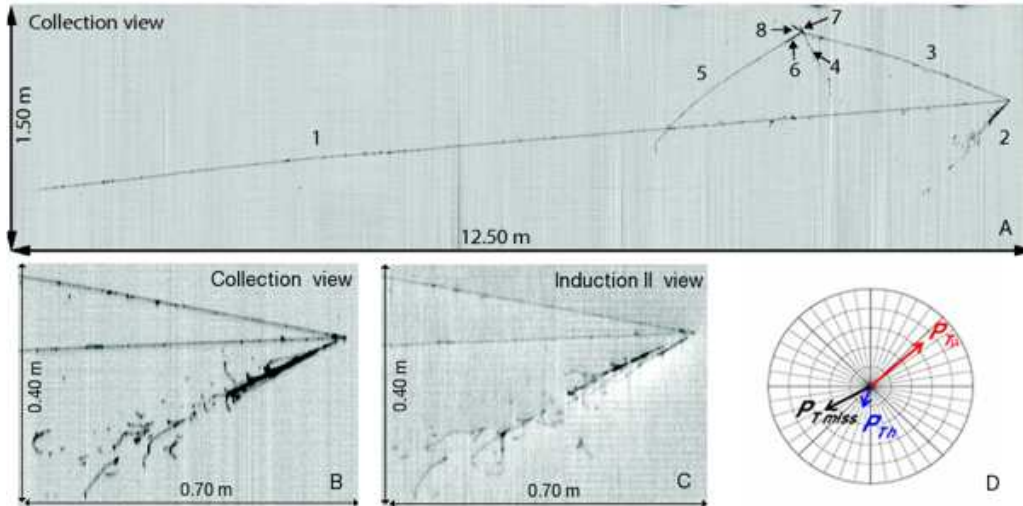 Collection view
8
7
3
5
6
4
1.50 m
1
2
12.50 m
A
Collection view
Induction II view
0.40 m
0.40 m
P_Tμ
P_T miss
P_Th
B
C
D
0.70 m
0.70 m